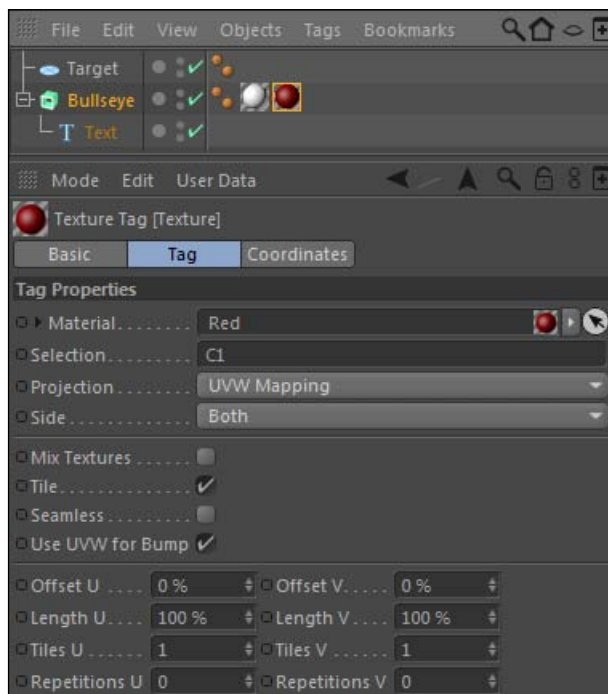 File Edit View Objects Tags Bookmarks
Target
Bullseye
T Text
Mode Edit User Data
Texture Tag [Texture]
Basic Tag Coordinates
Tag Properties
Material........ Red
Selection............ C1
Projection.......... UVW Mapping
Side................. Both
Mix Textures......
Tile................
Seamless..........
Use UVW for Bump
Offset U.... 0 % Offset V..... 0 %
Length U.... 100 % Length V.... 100 %
Tiles U...... 1 Tiles V...... 1
Repetitions U 0 Repetitions V 0